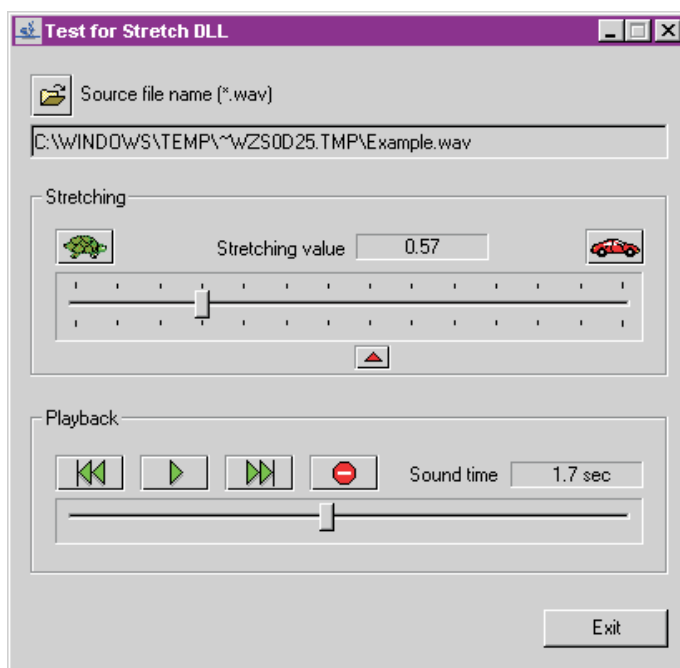 Test for Stretch DLL
Source file name (*.wav)
C:\WINDOWS\TEMP\~WZS0D25.TMP\Example.wav
Stretching
Stretching value 0.57
Playback
Sound time 1.7 sec
Exit